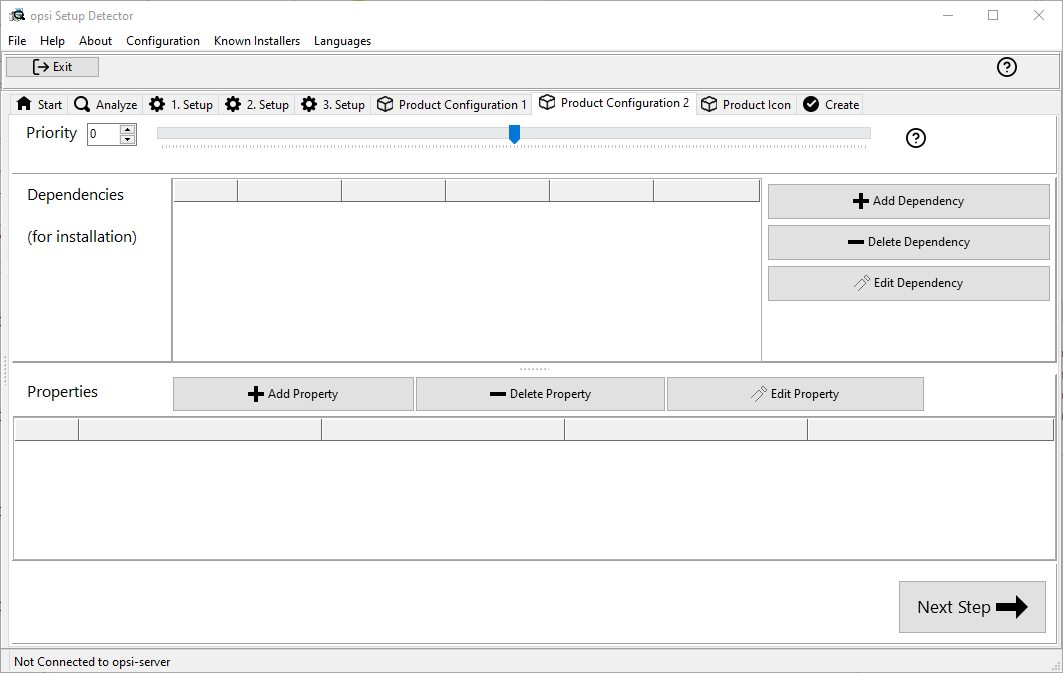 opsi Setup Detector
File Help About Configuration Known Installers Languages
Exit
Start Analyze 1. Setup 2. Setup 3. Setup Product Configuration 1 Product Configuration 2 Product Icon Create
Priority 0
Dependencies
(for installation)
Add Dependency
Delete Dependency
Edit Dependency
Properties Add Property Delete Property Edit Property
Next Step
Not Connected to opsi-server